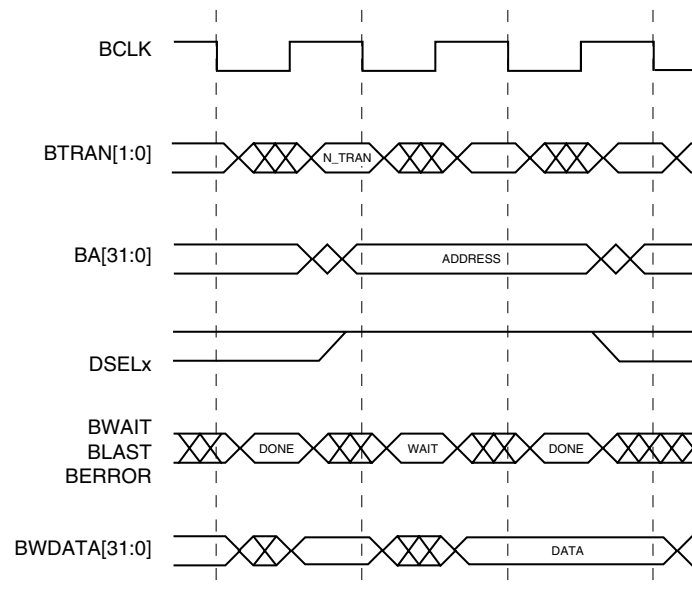 BCLK
BTRAN[1:0]
N_TRAN
BA[31:0]
ADDRESS
DSELx
BWAIT
BLAST
BERROR
DONE
WAIT
DONE
BWDATA[31:0]
DATA